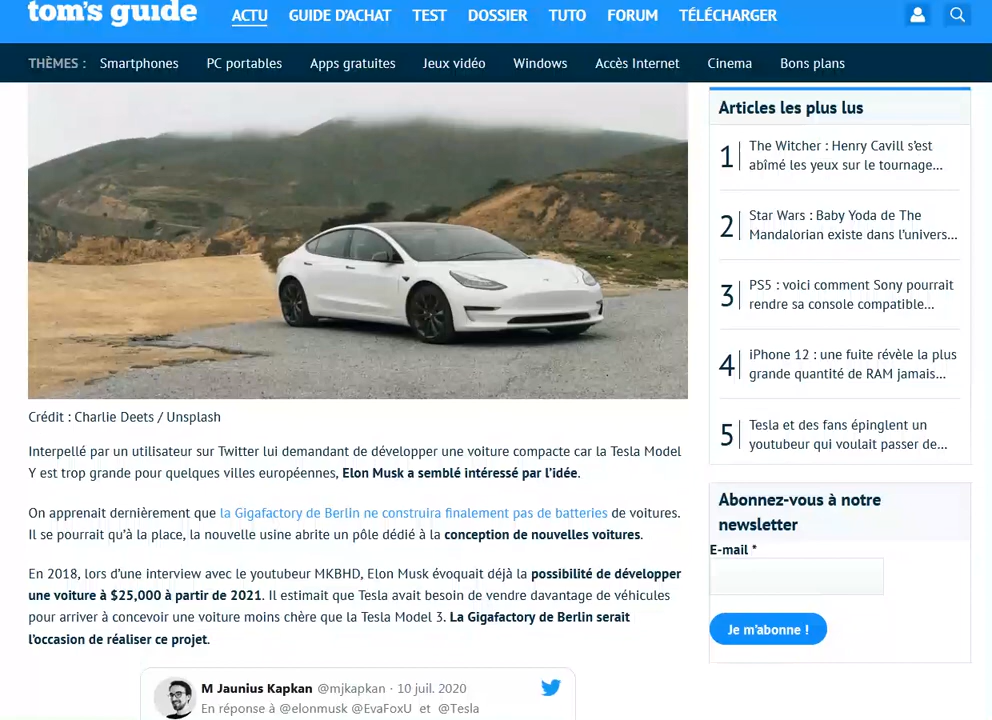 tom's guide
ACTU GUIDE D'ACHAT TEST DOSSIER TUTO FORUM TÉLÉCHARGER
THÈMES : Smartphones PC portables Apps gratuites Jeux vidéo Windows Accès Internet Cinema Bons plans
Crédit : Charlie Deets / Unsplash
Interpellé par un utilisateur sur Twitter lui demandant de développer une voiture compacte car la Tesla Model
Y est trop grande pour quelques villes européennes, Elon Musk a semblé intéressé par l'idée.
On apprenait dernièrement que la Gigafactory de Berlin ne construira finalement pas de batteries de voitures.
Il se pourrait qu'à la place, la nouvelle usine abrite un pôle dédié à la conception de nouvelles voitures.
En 2018, lors d'une interview avec le youtubeur MKBHD, Elon Musk évoquait déjà la possibilité de développer
une voiture à $25,000 à partir de 2021. Il estimait que Tesla avait besoin de vendre davantage de véhicules
pour arriver à concevoir une voiture moins chère que la Tesla Model 3. La Gigafactory de Berlin serait
l'occasion de réaliser ce projet.
M Jaunius Kapkan @mjkapkan · 10 juil. 2020
En réponse à @elonmusk @EvaFoxU et @Tesla
Articles les plus lus
1 The Witcher : Henry Cavill s'est
abîmé les yeux sur le tournage...
2 Star Wars : Baby Yoda de The
Mandalorian existe dans l'univers...
3 PS5 : voici comment Sony pourrait
rendre sa console compatible...
4 iPhone 12 : une fuite révèle la plus
grande quantité de RAM jamais...
5 Tesla et des fans épinglent un
youtubeur qui voulait passer de...
Abonnez-vous à notre
newsletter
E-mail *
Je m'abonne !